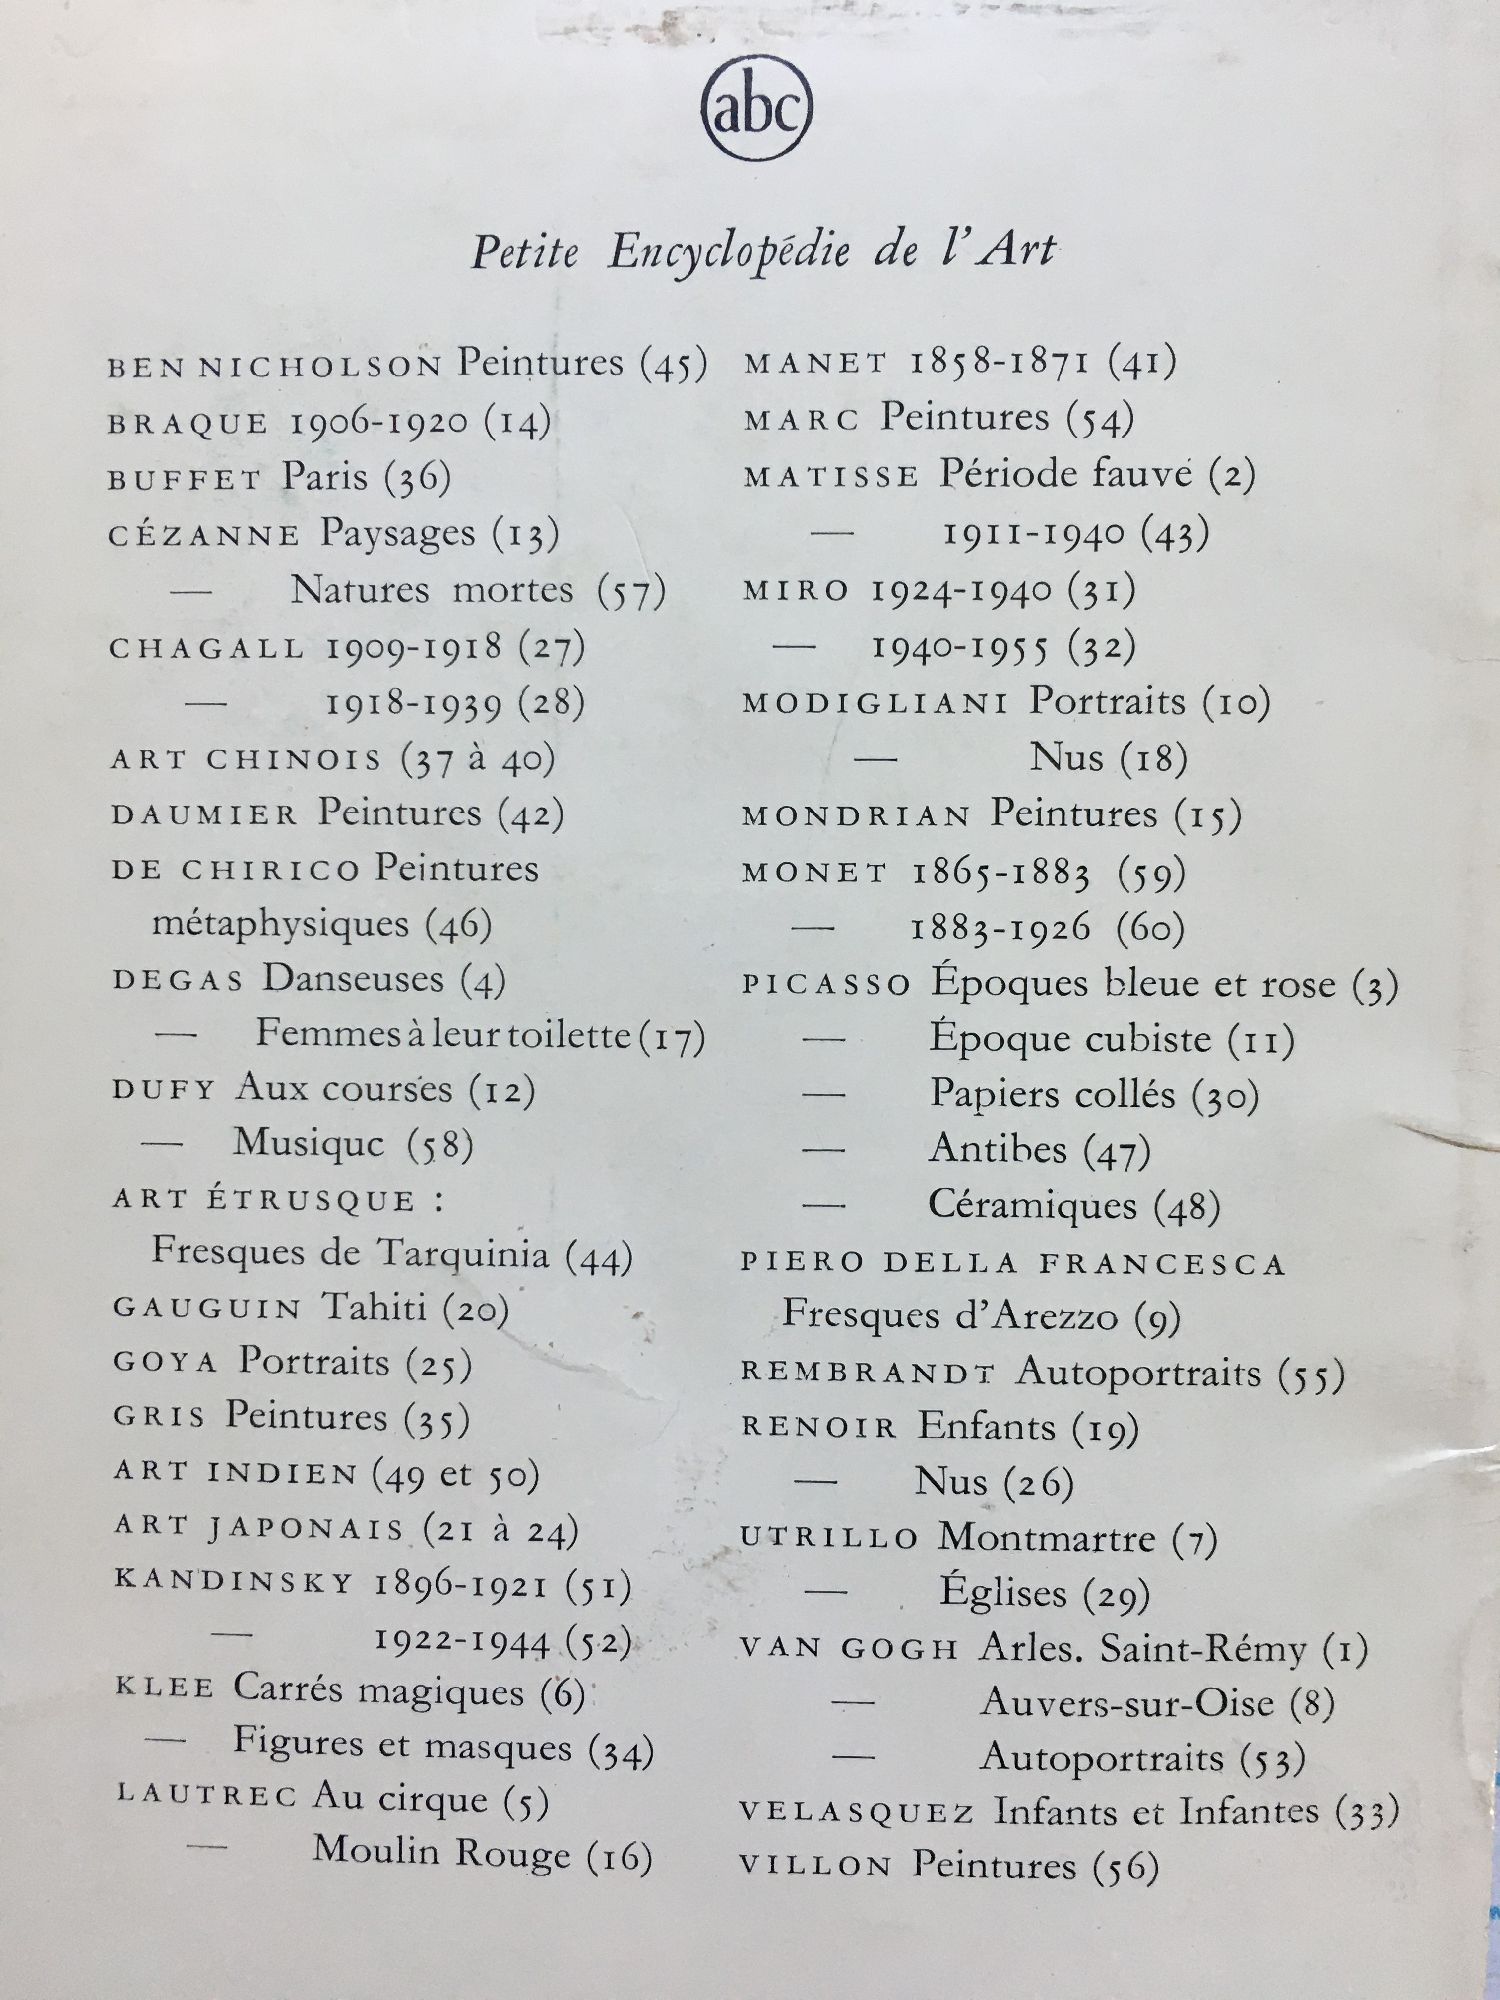 abc
Petite Encyclopédie de l'Art
BEN NICHOLSON Peintures (45)
BRAQUE 1906-1920 (14)
BUFFET Paris (36)
CÉZANNE Paysages (13)
— Natures mortes (57)
CHAGALL 1909-1918 (27)
— 1918-1939 (28)
ART CHINOIS (37 à 40)
DAUMIER Peintures (42)
DE CHIRICO Peintures
métaphysiques (46)
DEGAS Danseuses (4)
— Femmes à leur toilette (17)
DUFY Aux courses (12)
— Musique (58)
ART ÉTRUSQUE :
Fresques de Tarquinia (44)
GAUGUIN Tahiti (20)
GOYA Portraits (25)
GRIS Peintures (35)
ART INDIEN (49 et 50)
ART JAPONAIS (21 à 24)
KANDINSKY 1896-1921 (51)
— 1922-1944 (52)
KLEE Carrés magiques (6)
— Figures et masques (34)
LAUTREC Au cirque (5)
— Moulin Rouge (16)
MANET 1858-1871 (41)
MARC Peintures (54)
MATISSE Période fauve (2)
— 1911-1940 (43)
MIRO 1924-1940 (31)
— 1940-1955 (32)
MODIGLIANI Portraits (10)
— Nus (18)
MONDRIAN Peintures (15)
MONET 1865-1883 (59)
— 1883-1926 (60)
PICASSO Époques bleue et rose (3)
— Époque cubiste (11)
— Papiers collés (30)
— Antibes (47)
— Céramiques (48)
PIERO DELLA FRANCESCA
Fresques d'Arezzo (9)
REMBRANDT Autoportraits (55)
RENOIR Enfants (19)
— Nus (26)
UTRILLO Montmartre (7)
— Églises (29)
VAN GOGH Arles. Saint-Rémy (1)
— Auvers-sur-Oise (8)
— Autoportraits (53)
VELASQUEZ Infants et Infantes (33)
VILLON Peintures (56)